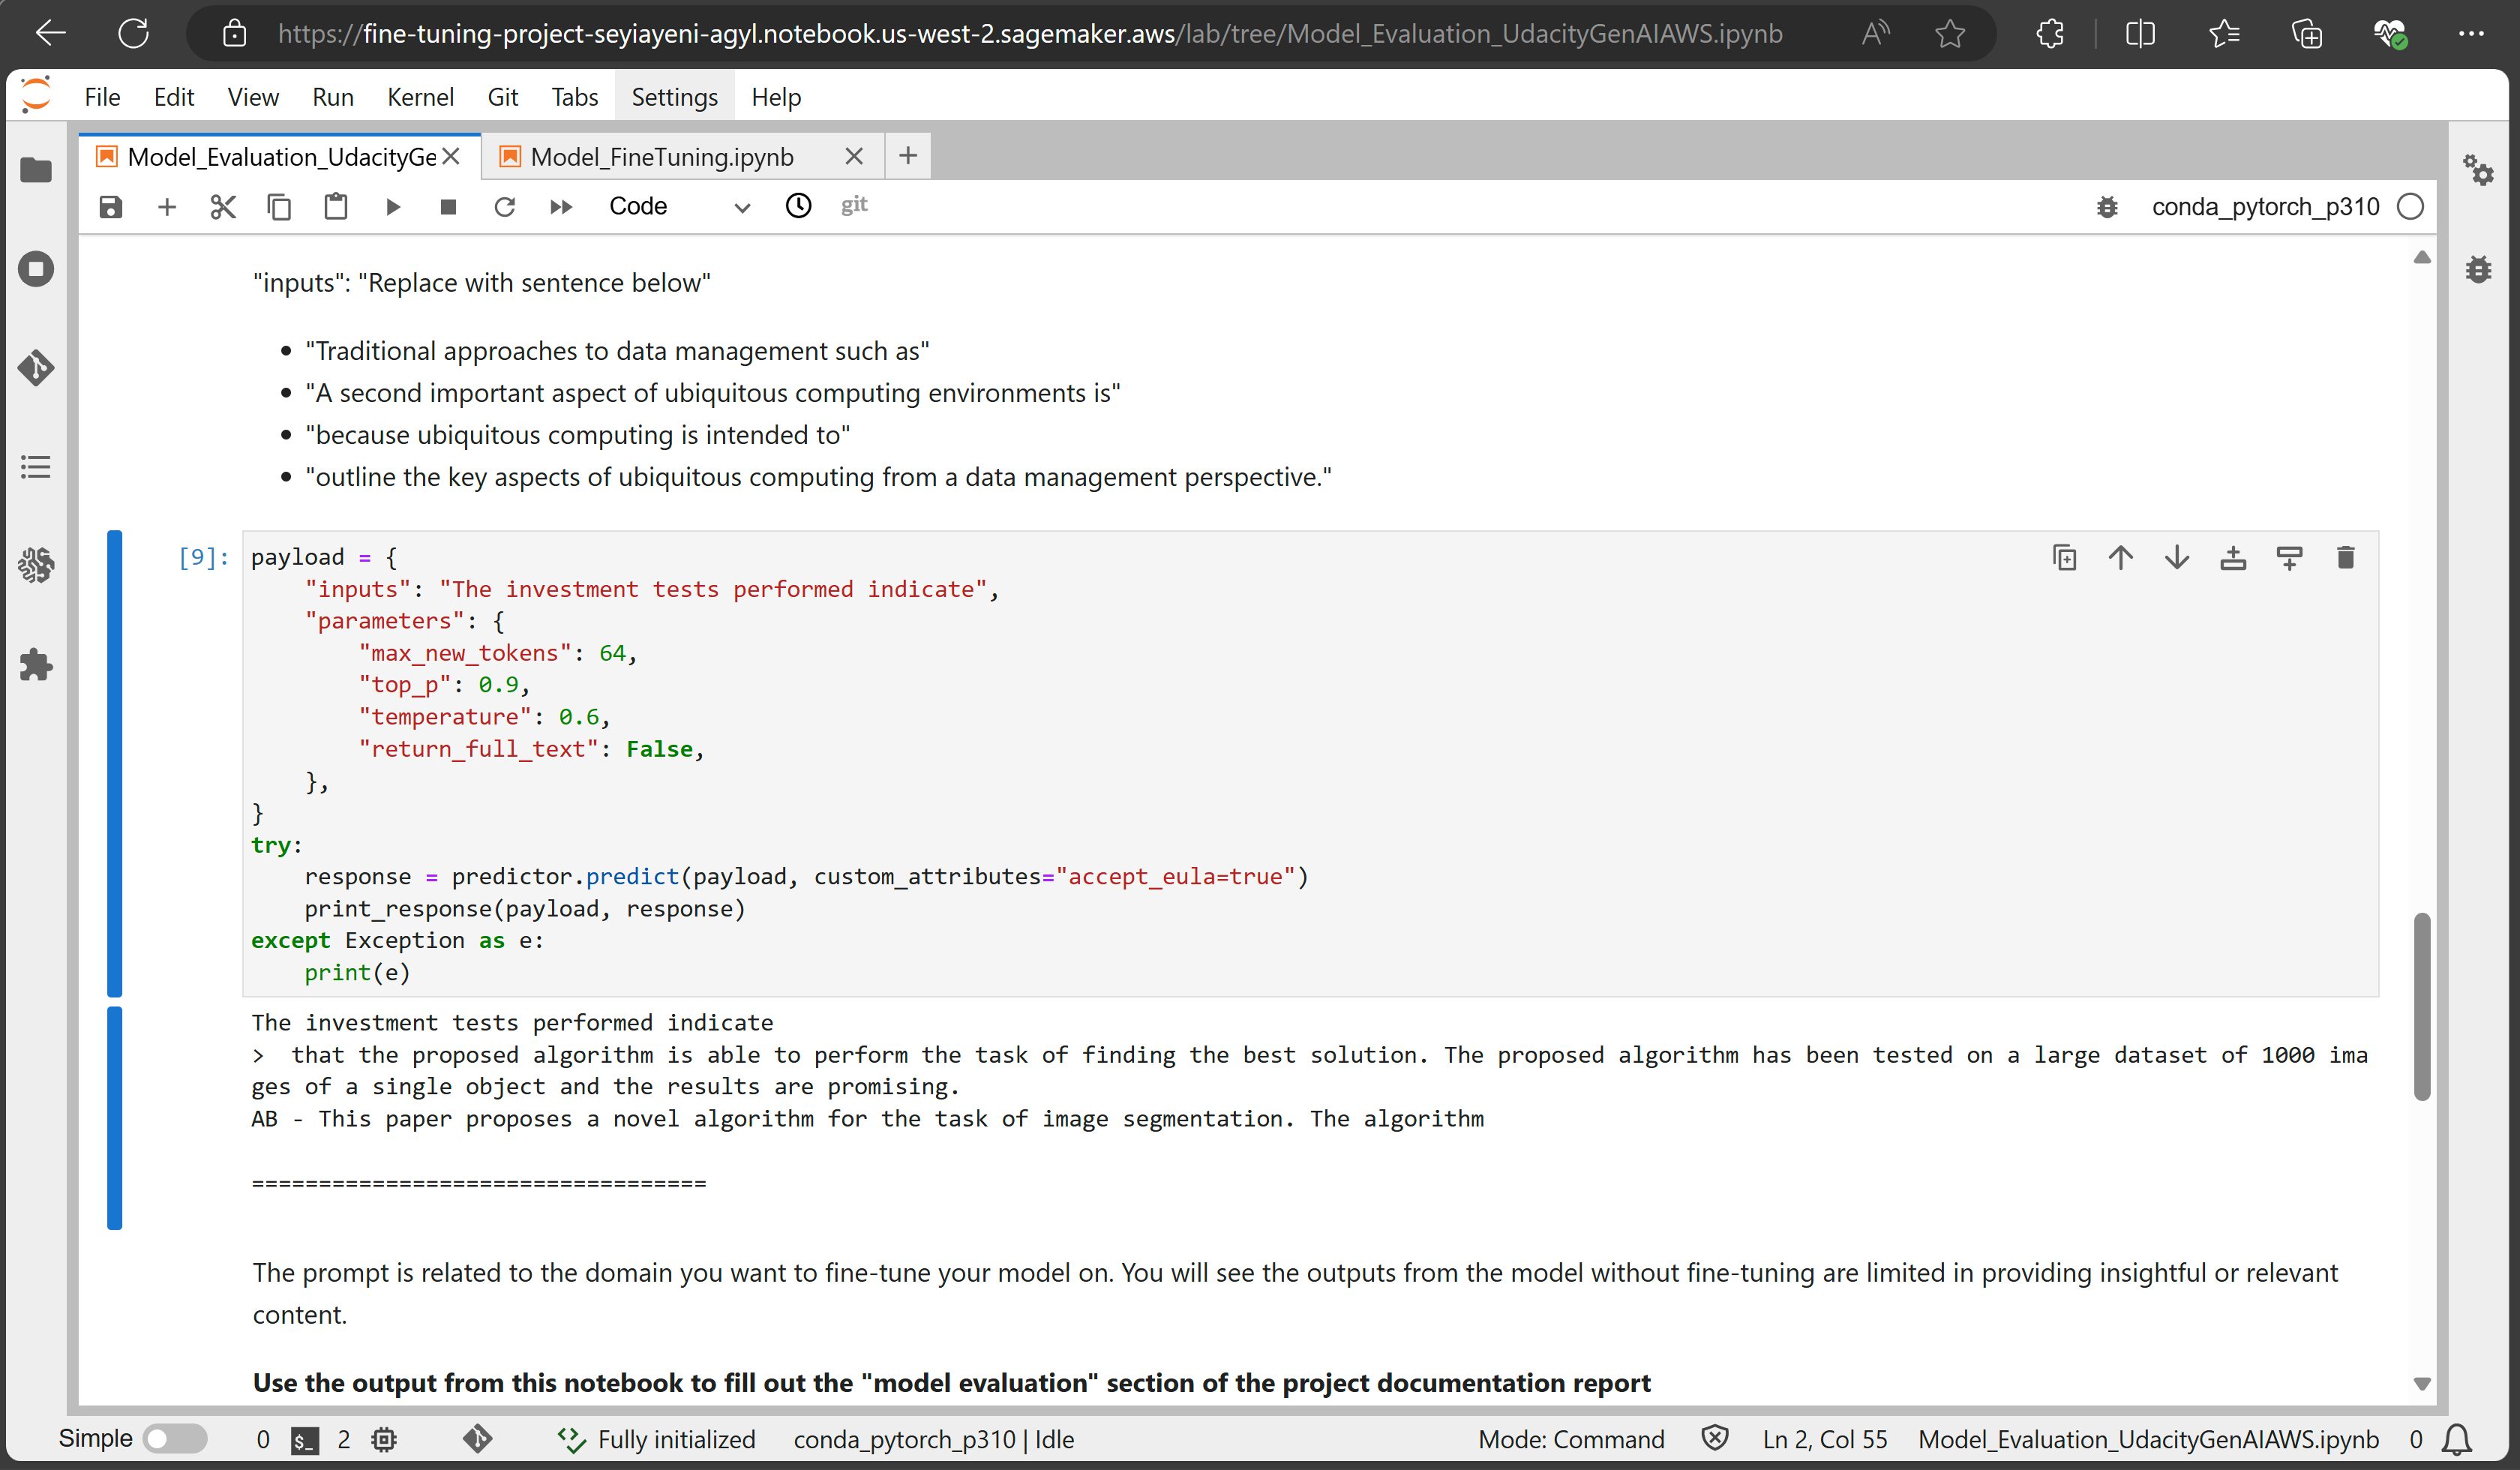 https://fine-tuning-project-seyiayeni-agyl.notebook.us-west-2.sagemaker.aws/lab/tree/Model_Evaluation_UdacityGenAIAWS.ipynb
File Edit View Run Kernel Git Tabs Settings Help
Model_Evaluation_UdacityGe Model_FineTuning.ipynb
Code git conda_pytorch_p310
"inputs": "Replace with sentence below"
• "Traditional approaches to data management such as"
• "A second important aspect of ubiquitous computing environments is"
• "because ubiquitous computing is intended to"
• "outline the key aspects of ubiquitous computing from a data management perspective."
[9]: payload = {
    "inputs": "The investment tests performed indicate",
    "parameters": {
        "max_new_tokens": 64,
        "top_p": 0.9,
        "temperature": 0.6,
        "return_full_text": False,
    },
}
try:
    response = predictor.predict(payload, custom_attributes="accept_eula=true")
    print_response(payload, response)
except Exception as e:
    print(e)
The investment tests performed indicate
>  that the proposed algorithm is able to perform the task of finding the best solution. The proposed algorithm has been tested on a large dataset of 1000 ima
ges of a single object and the results are promising.
AB - This paper proposes a novel algorithm for the task of image segmentation. The algorithm
==================================
The prompt is related to the domain you want to fine-tune your model on. You will see the outputs from the model without fine-tuning are limited in providing insightful or relevant
content.
Use the output from this notebook to fill out the "model evaluation" section of the project documentation report
Simple 0 $_ 2 Fully initialized conda_pytorch_p310 | Idle Mode: Command Ln 2, Col 55 Model_Evaluation_UdacityGenAIAWS.ipynb 0